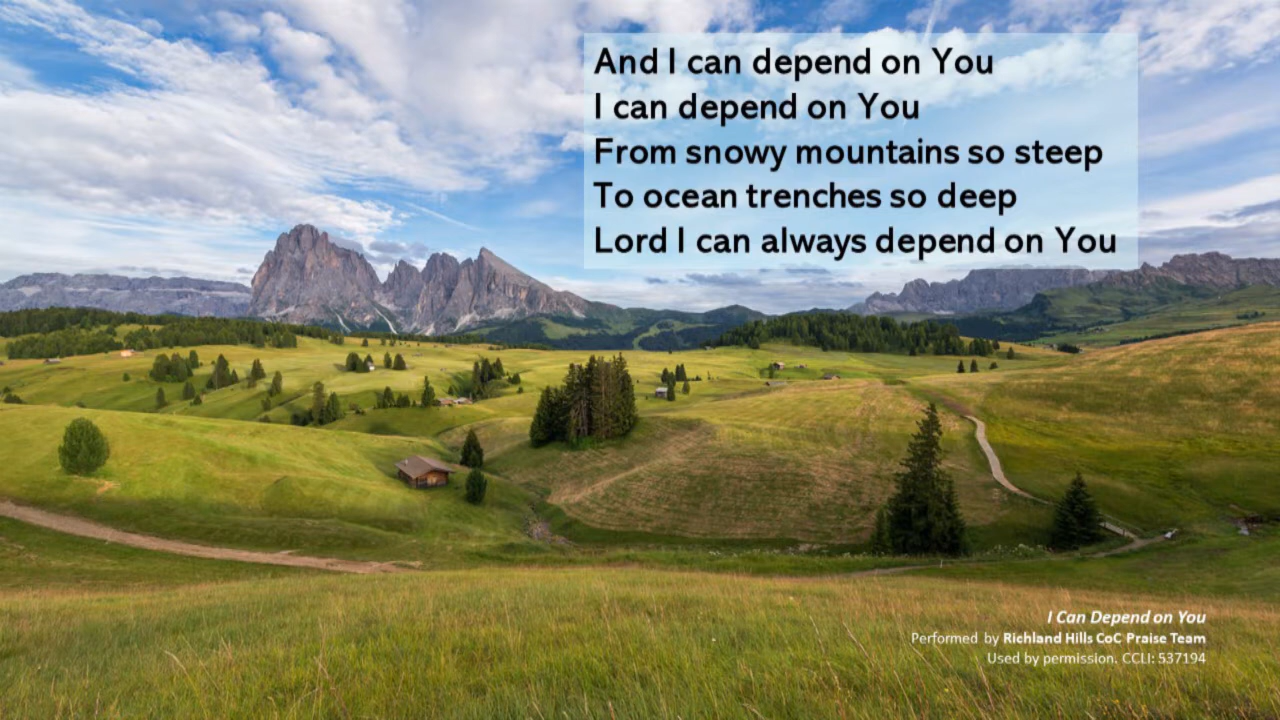 And I can depend on You
I can depend on You
From snowy mountains so steep
To ocean trenches so deep
Lord I can always depend on You
I Can Depend on You
Performed by Richland Hills CoC Praise Team
Used by permission. CCLI: 537194